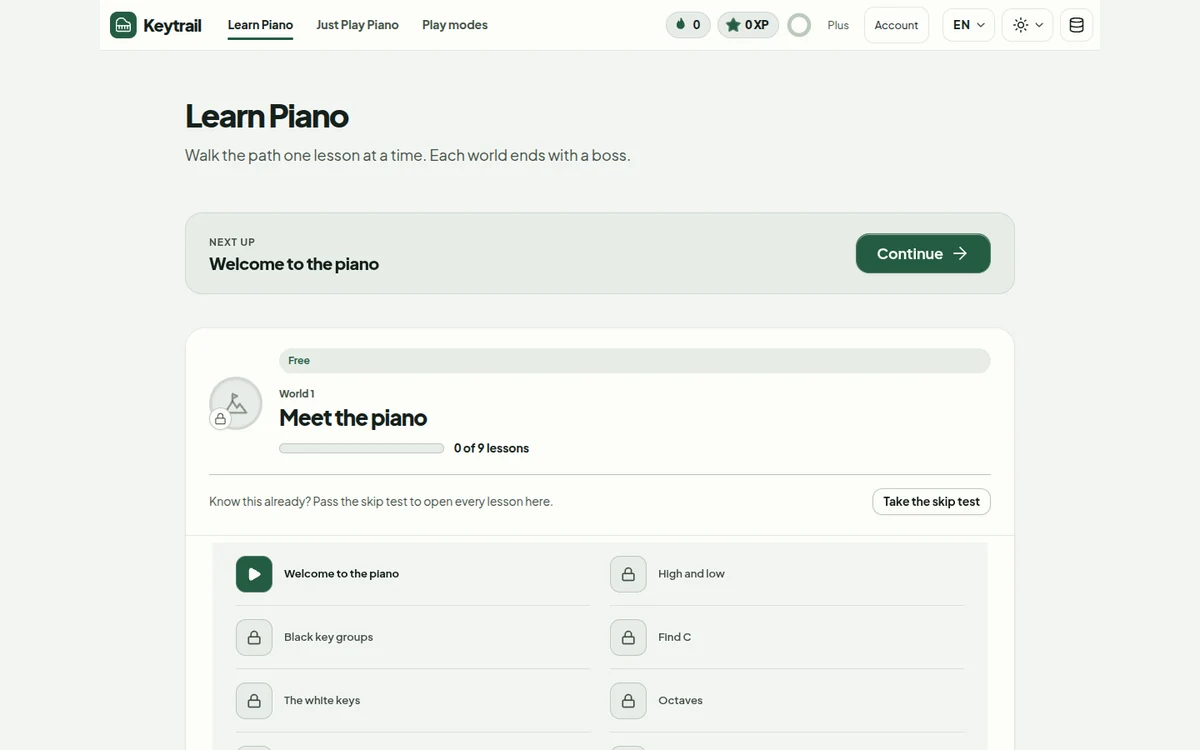 Keytrail
Learn Piano
Just Play Piano
Play modes
0
0 XP
Plus
Account
EN
Learn Piano
Walk the path one lesson at a time. Each world ends with a boss.
NEXT UP
Welcome to the piano
Continue
Free
World 1
Meet the piano
0 of 9 lessons
Know this already? Pass the skip test to open every lesson here.
Take the skip test
Welcome to the piano
High and low
Black key groups
Find C
The white keys
Octaves